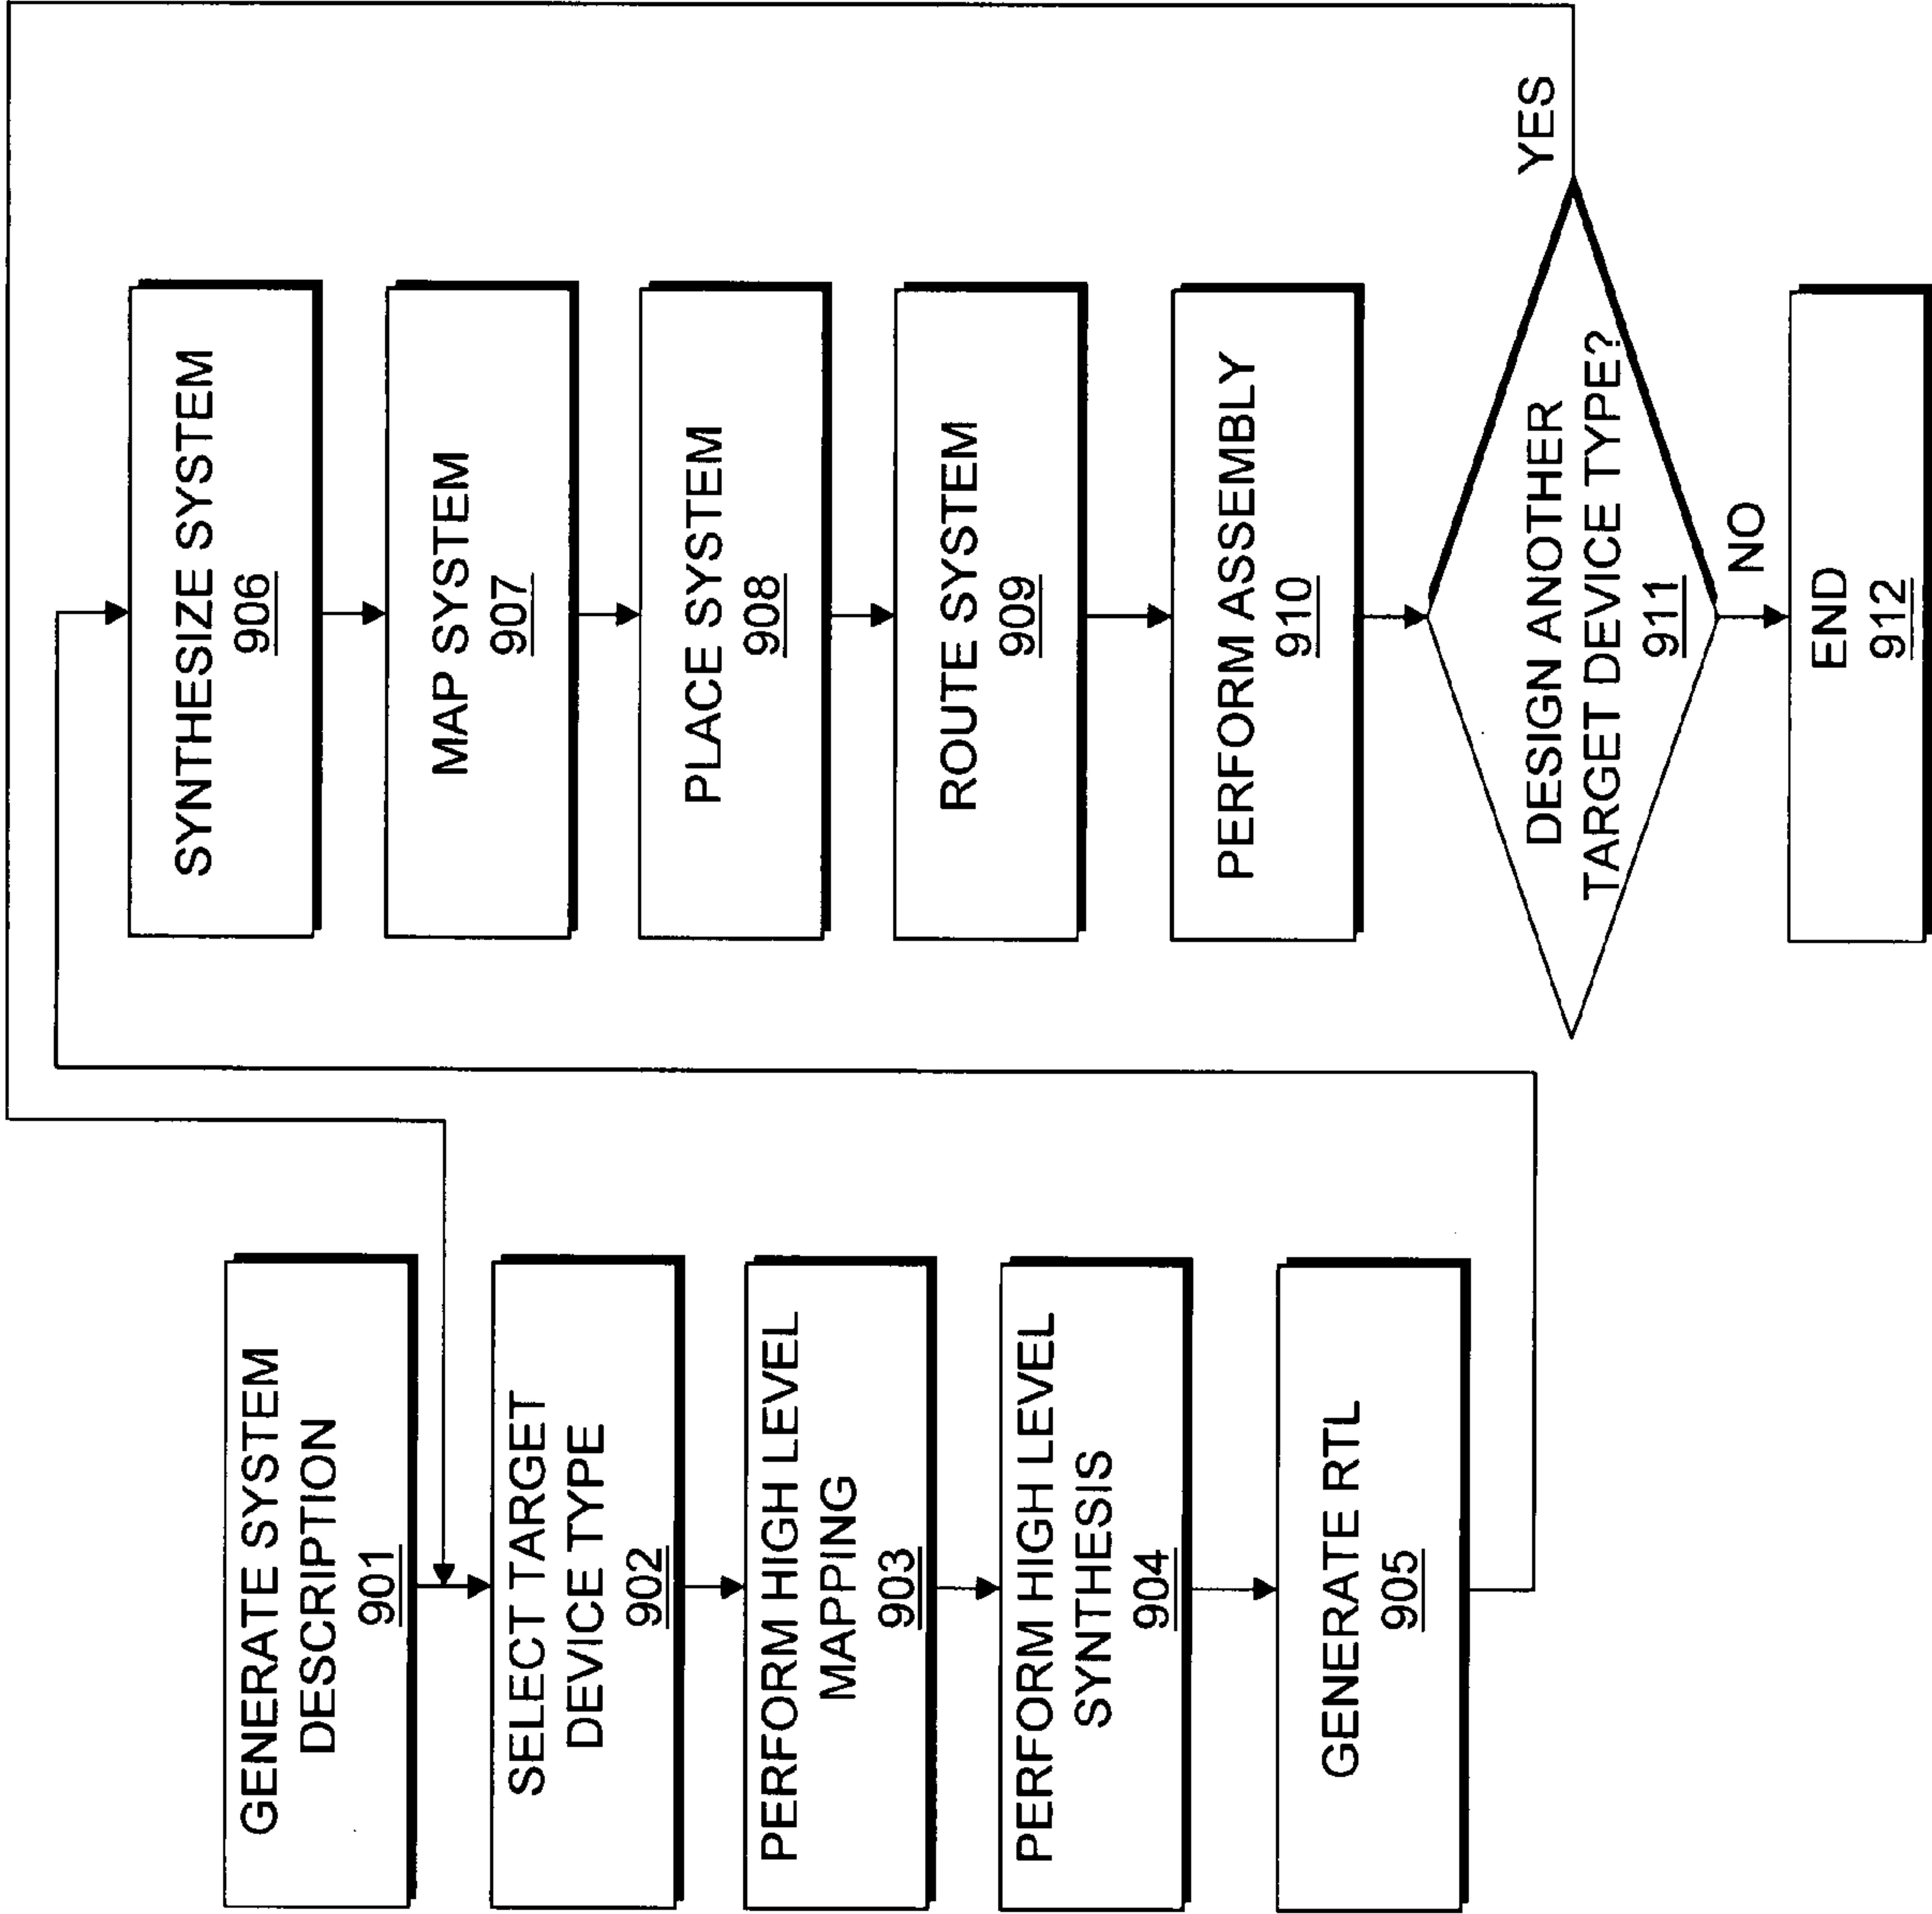 GENERATE SYSTEM
DESCRIPTION
901
SELECT TARGET
DEVICE TYPE
902
PERFORM HIGH LEVEL
MAPPING
903
PERFORM HIGH LEVEL
SYNTHESIS
904
GENERATE RTL
905
SYNTHESIZE SYSTEM
906
MAP SYSTEM
907
PLACE SYSTEM
908
ROUTE SYSTEM
909
PERFORM ASSEMBLY
910
DESIGN ANOTHER
TARGET DEVICE TYPE?
911
YES
NO
END
912